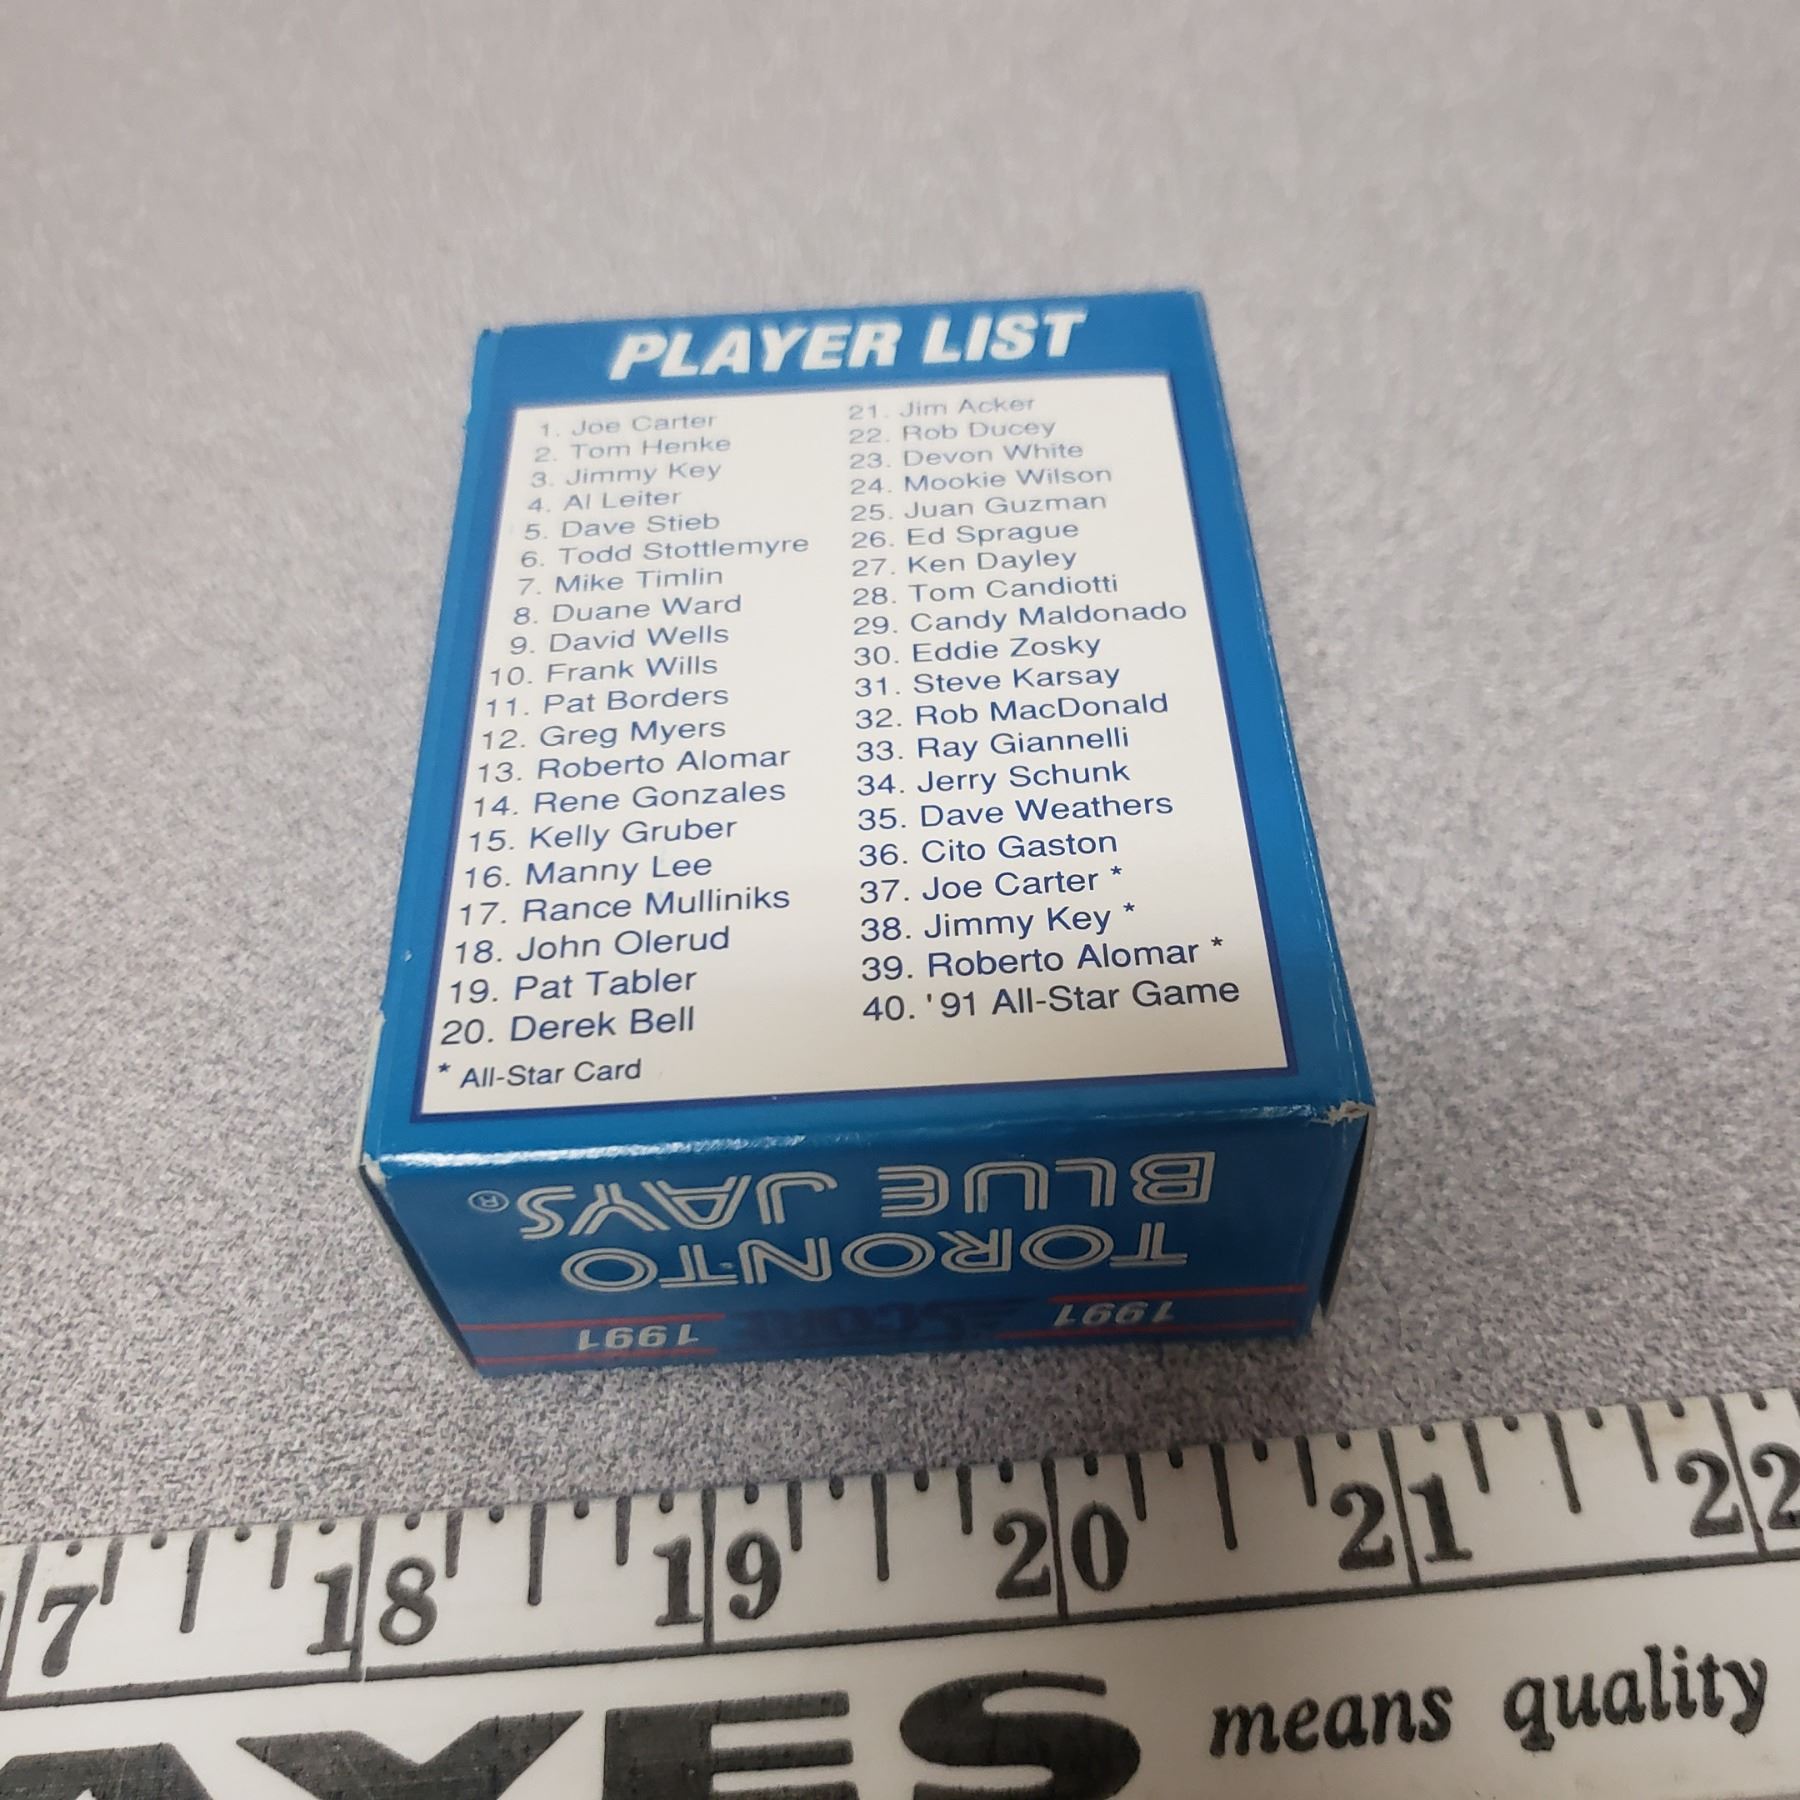 PLAYER LIST
1. Joe Carter
2. Tom Henke
3. Jimmy Key
4. Al Leiter
5. Dave Stieb
6. Todd Stottlemyre
7. Mike Timlin
8. Duane Ward
9. David Wells
10. Frank Wills
11. Pat Borders
12. Greg Myers
13. Roberto Alomar
14. Rene Gonzales
15. Kelly Gruber
16. Manny Lee
17. Rance Mulliniks
18. John Olerud
19. Pat Tabler
20. Derek Bell
* All-Star Card
21. Jim Acker
22. Rob Ducey
23. Devon White
24. Mookie Wilson
25. Juan Guzman
26. Ed Sprague
27. Ken Dayley
28. Tom Candiotti
29. Candy Maldonado
30. Eddie Zosky
31. Steve Karsay
32. Rob MacDonald
33. Ray Giannelli
34. Jerry Schunk
35. Dave Weathers
36. Cito Gaston
37. Joe Carter *
38. Jimmy Key *
39. Roberto Alomar *
40. '91 All-Star Game
1991 SCORE 1991
TORONTO
BLUE JAYS®
7 18 19 20 21 22
means quality